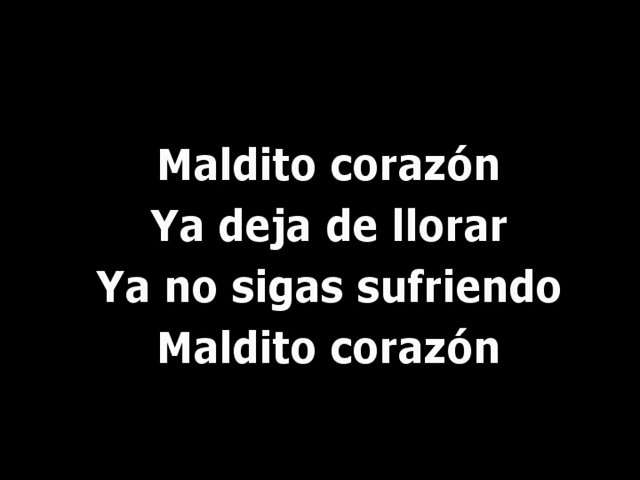 Maldito corazón
Ya deja de llorar
Ya no sigas sufriendo
Maldito corazón